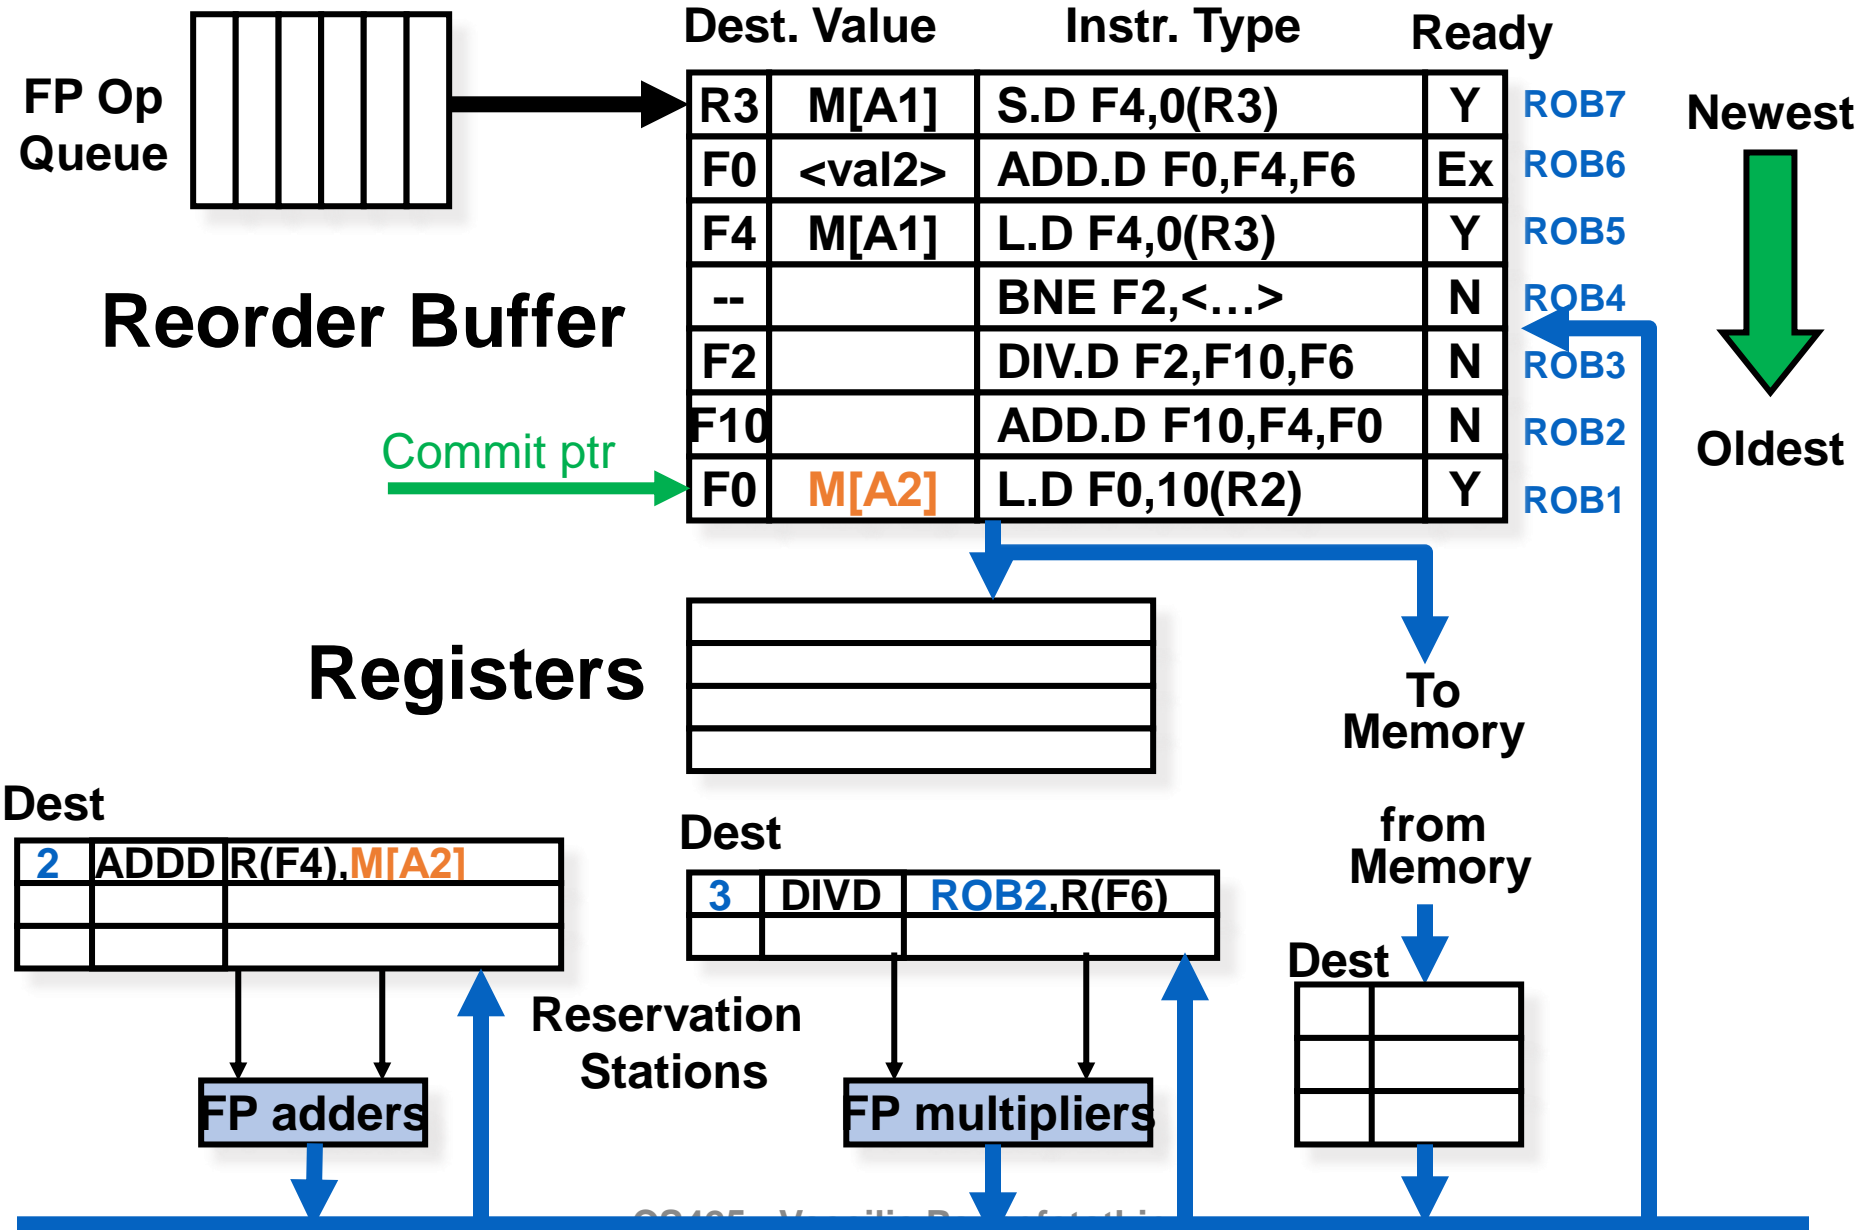 Dest. Value Instr. Type Ready
FP Op
Queue
R3 M[A1] S.D F4,0(R3) Y ROB7
F0 <val2> ADD.D F0,F4,F6 Ex ROB6
F4 M[A1] L.D F4,0(R3) Y ROB5
-- BNE F2,<…> N ROB4
F2 DIV.D F2,F10,F6 N ROB3
F10 ADD.D F10,F4,F0 N ROB2
F0 M[A2] L.D F0,10(R2) Y ROB1
Newest
Oldest
Reorder Buffer
Commit ptr
Registers
To
Memory
Dest
2 ADDD R(F4),M[A2]
Dest
3 DIVD ROB2,R(F6)
from
Memory
Dest
Reservation
Stations
FP adders
FP multipliers